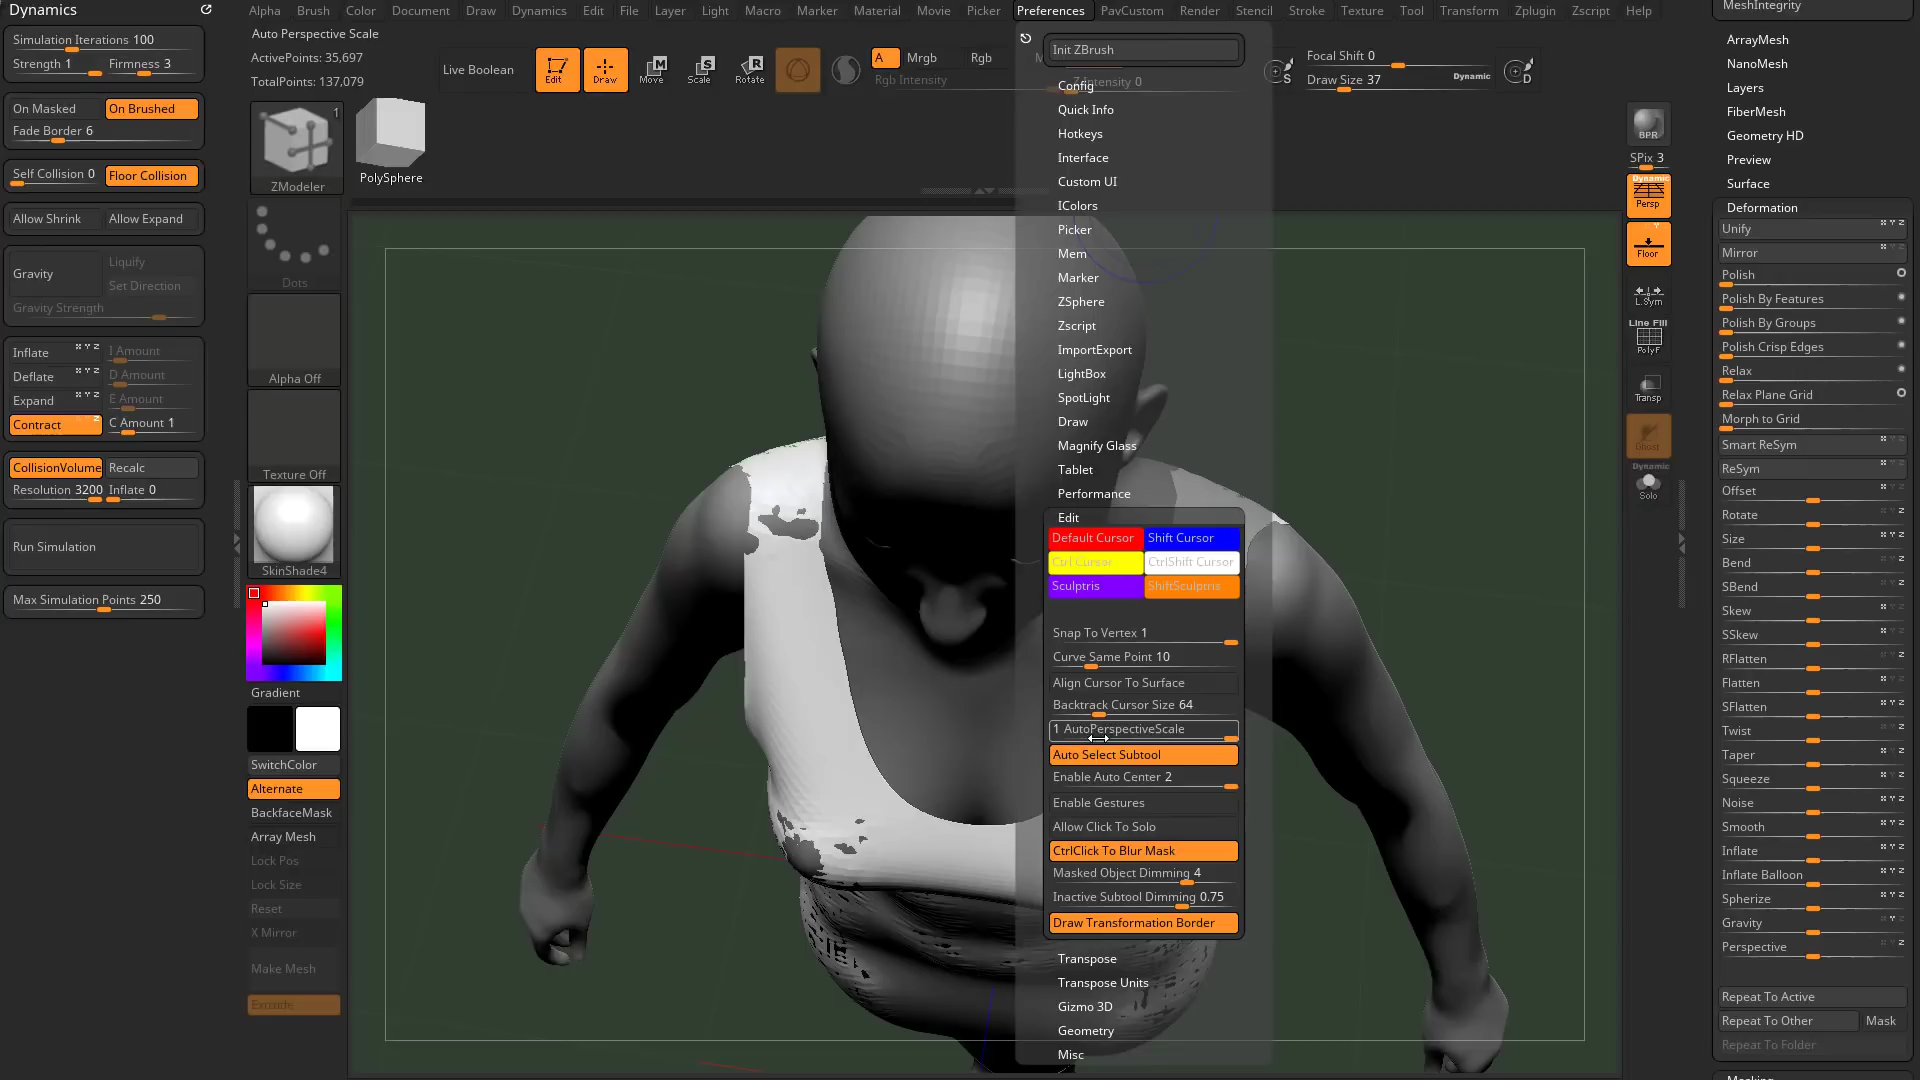 Dynamics
Simulation Iterations 100
Strength 1 Firmness 3
On Masked On Brushed
Fade Border 6
Self Collision 0 Floor Collision
Allow Shrink Allow Expand
Gravity Liquify
Set Direction
Gravity Strength
Inflate x Y z I Amount
Deflate x Y z D Amount
Expand x Y z E Amount
Contract z C Amount 1
CollisionVolume Recalc
Resolution 3200 Inflate 0
Run Simulation
Max Simulation Points 250
Alpha Brush Color Document Draw Dynamics Edit File Layer Light Macro Marker Material Movie Picker Preferences PavCustom Render Stencil Stroke Texture Tool Transform Zplugin Zscript Help
Auto Perspective Scale
ActivePoints: 35,697
TotalPoints: 137,079
Live Boolean
Edit Draw Move Scale Rotate
A Mrgb Rgb M
Rgb Intensity
Z Intensity 0
S
Focal Shift 0
Draw Size 37 Dynamic
D
1
ZModeler
PolySphere
Dots
Alpha Off
Texture Off
SkinShade4
Gradient
SwitchColor
Alternate
BackfaceMask
Array Mesh
Lock Pos
Lock Size
Reset
X Mirror
Make Mesh
Extrude
Init ZBrush
Config
Quick Info
Hotkeys
Interface
Custom UI
IColors
Picker
Mem
Marker
ZSphere
Zscript
ImportExport
LightBox
SpotLight
Draw
Magnify Glass
Tablet
Performance
Edit
Default Cursor Shift Cursor
Ctrl Cursor CtrlShift Cursor
Sculptris ShiftSculptris
Snap To Vertex 1
Curve Same Point 10
Align Cursor To Surface
Backtrack Cursor Size 64
1 AutoPerspectiveScale
Auto Select Subtool
Enable Auto Center 2
Enable Gestures
Allow Click To Solo
CtrlClick To Blur Mask
Masked Object Dimming 4
Inactive Subtool Dimming 0.75
Draw Transformation Border
Transpose
Transpose Units
Gizmo 3D
Geometry
Misc
BPR
SPix 3
Dynamic
Persp
Floor
L.Sym
Line Fill
PolyF
Transp
Ghost
Dynamic
Solo
MeshIntegrity
ArrayMesh
NanoMesh
Layers
FiberMesh
Geometry HD
Preview
Surface
Deformation
Unify
Mirror
Polish
Polish By Features
Polish By Groups
Polish Crisp Edges
Relax
Relax Plane Grid
Morph to Grid
Smart ReSym
ReSym
Offset
Rotate
Size
Bend
SBend
Skew
SSkew
RFlatten
Flatten
SFlatten
Twist
Taper
Squeeze
Noise
Smooth
Inflate
Inflate Balloon
Spherize
Gravity
Perspective
Repeat To Active
Repeat To Other Mask
Repeat To Folder